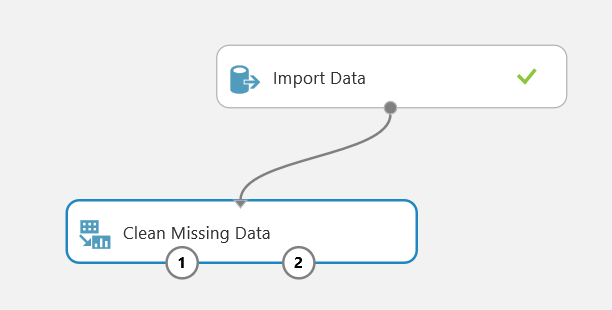 Import Data
Clean Missing Data
1 2